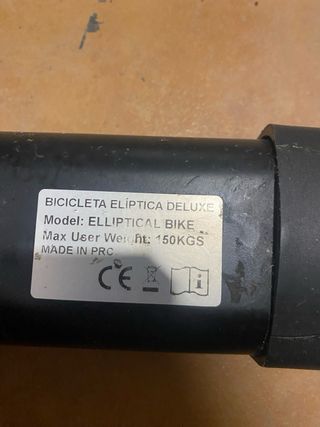 BICICLETA ELÍPTICA DELUXE
Model: ELLIPTICAL BIKE
Max User Weight: 150KGS
MADE IN PRC
CE